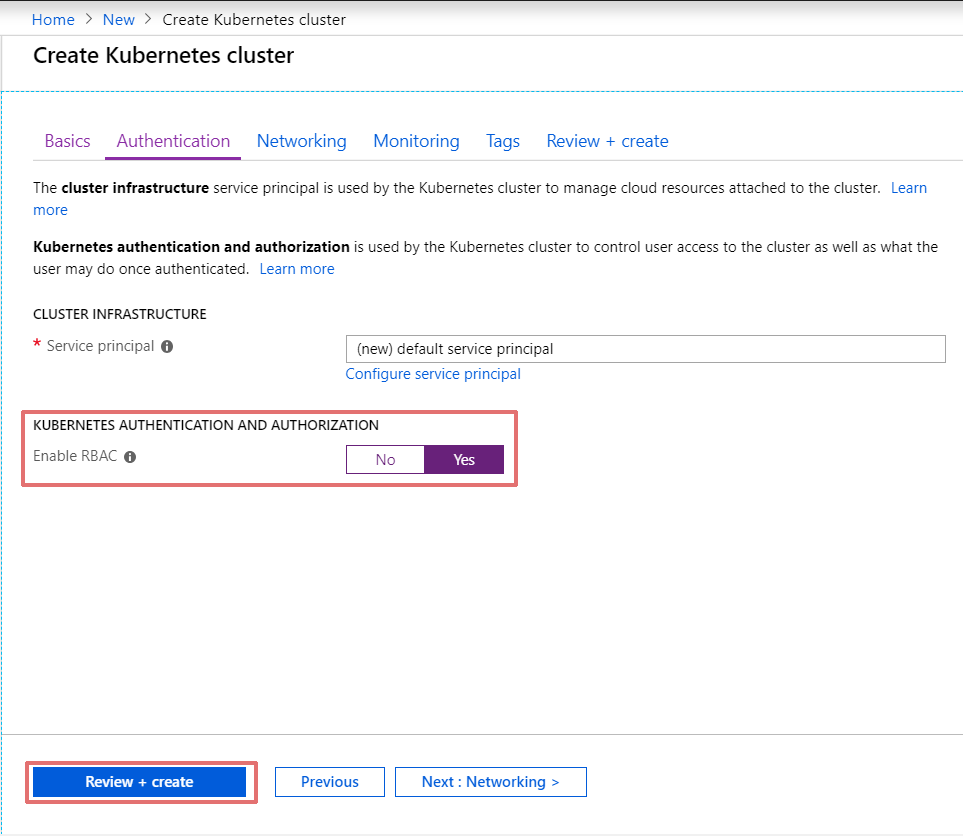 Home > New > Create Kubernetes cluster
Create Kubernetes cluster
Basics Authentication Networking Monitoring Tags Review + create
The cluster infrastructure service principal is used by the Kubernetes cluster to manage cloud resources attached to the cluster. Learn
more
Kubernetes authentication and authorization is used by the Kubernetes cluster to control user access to the cluster as well as what the
user may do once authenticated. Learn more
CLUSTER INFRASTRUCTURE
* Service principal
(new) default service principal
Configure service principal
KUBERNETES AUTHENTICATION AND AUTHORIZATION
Enable RBAC
No Yes
Review + create Previous Next : Networking >